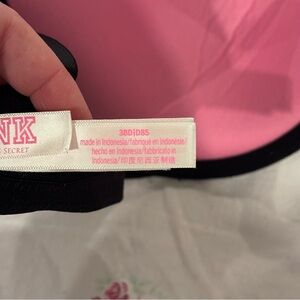 NK
SECRET
38D|D85
made in Indonesia/fabriqué en indonésie/
hecho en Indonesia/fabbricato in
Indonesia/印度尼西亚制造